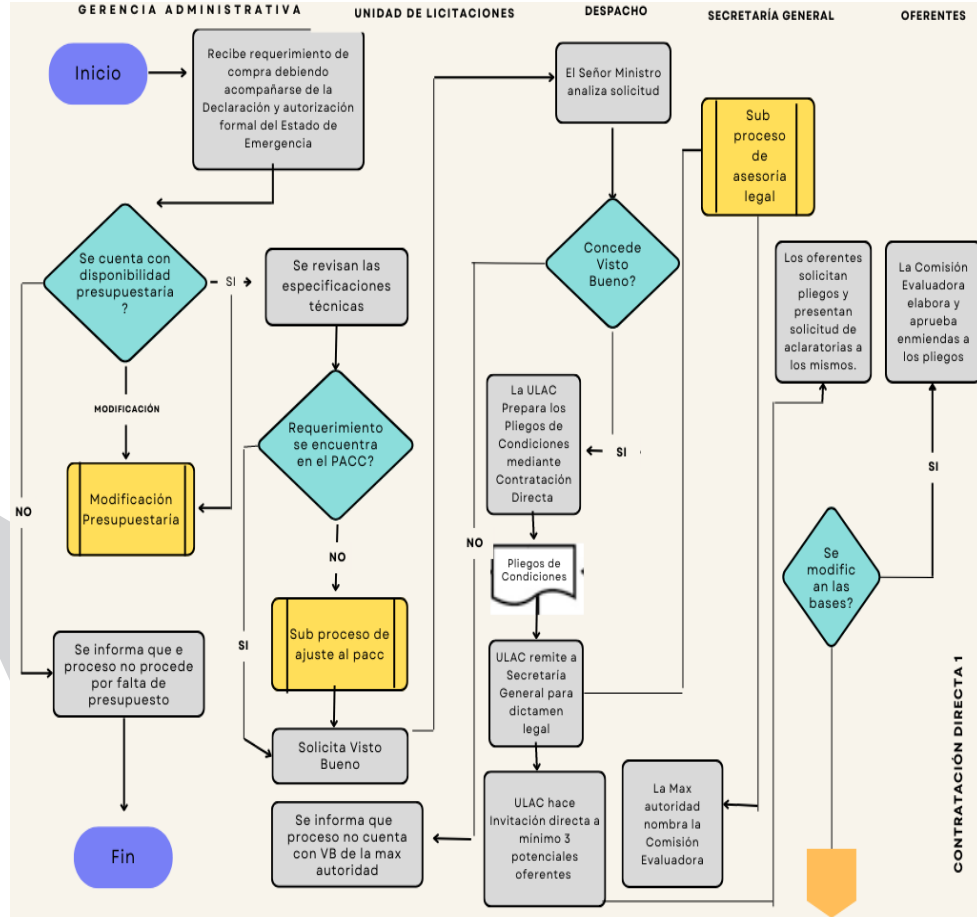 GERENCIA ADMINISTRATIVA
UNIDAD DE LICITACIONES
DESPACHO
SECRETARÍA GENERAL
OFERENTES
Inicio
Recibe requerimiento de
compra debiendo
acompañarse de la
Declaración y autorización
formal del Estado de
Emergencia
Se cuenta con
disponibilidad
presupuestaria
?
SI
MODIFICACIÓN
Modificación
Presupuestaría
NO
Se informa que e
proceso no procede
por falta de
presupuesto
Fin
Se revisan las
especificaciones
técnicas
Requerimiento
se encuentra
en el PACC?
NO
SI
Sub proceso de
ajuste al pacc
Solicita Visto
Bueno
Se informa que
proceso no cuenta
con VB de la max
autoridad
El Señor Ministro
analiza solicitud
Concede
Visto
Bueno?
SI
NO
La ULAC
Prepara los
Pliegos de
Condiciones
mediante
Contratación
Directa
Pliegos de
Condiciones
ULAC remite a
Secretaría
General para
dictamen
legal
ULAC hace
Invitación directa a
mínimo 3
potenciales
oferentes
Sub
proceso
de
asesoría
legal
La Max
autoridad
nombra la
Comisión
Evaluadora
Los oferentes
solicitan
pliegos y
presentan
solicitud de
aclaratorias a
los mismos.
La Comisión
Evaluadora
elabora y
aprueba
enmiendas a
los pliegos
SI
Se
modific
an las
bases?
CONTRATACIÓN DIRECTA 1